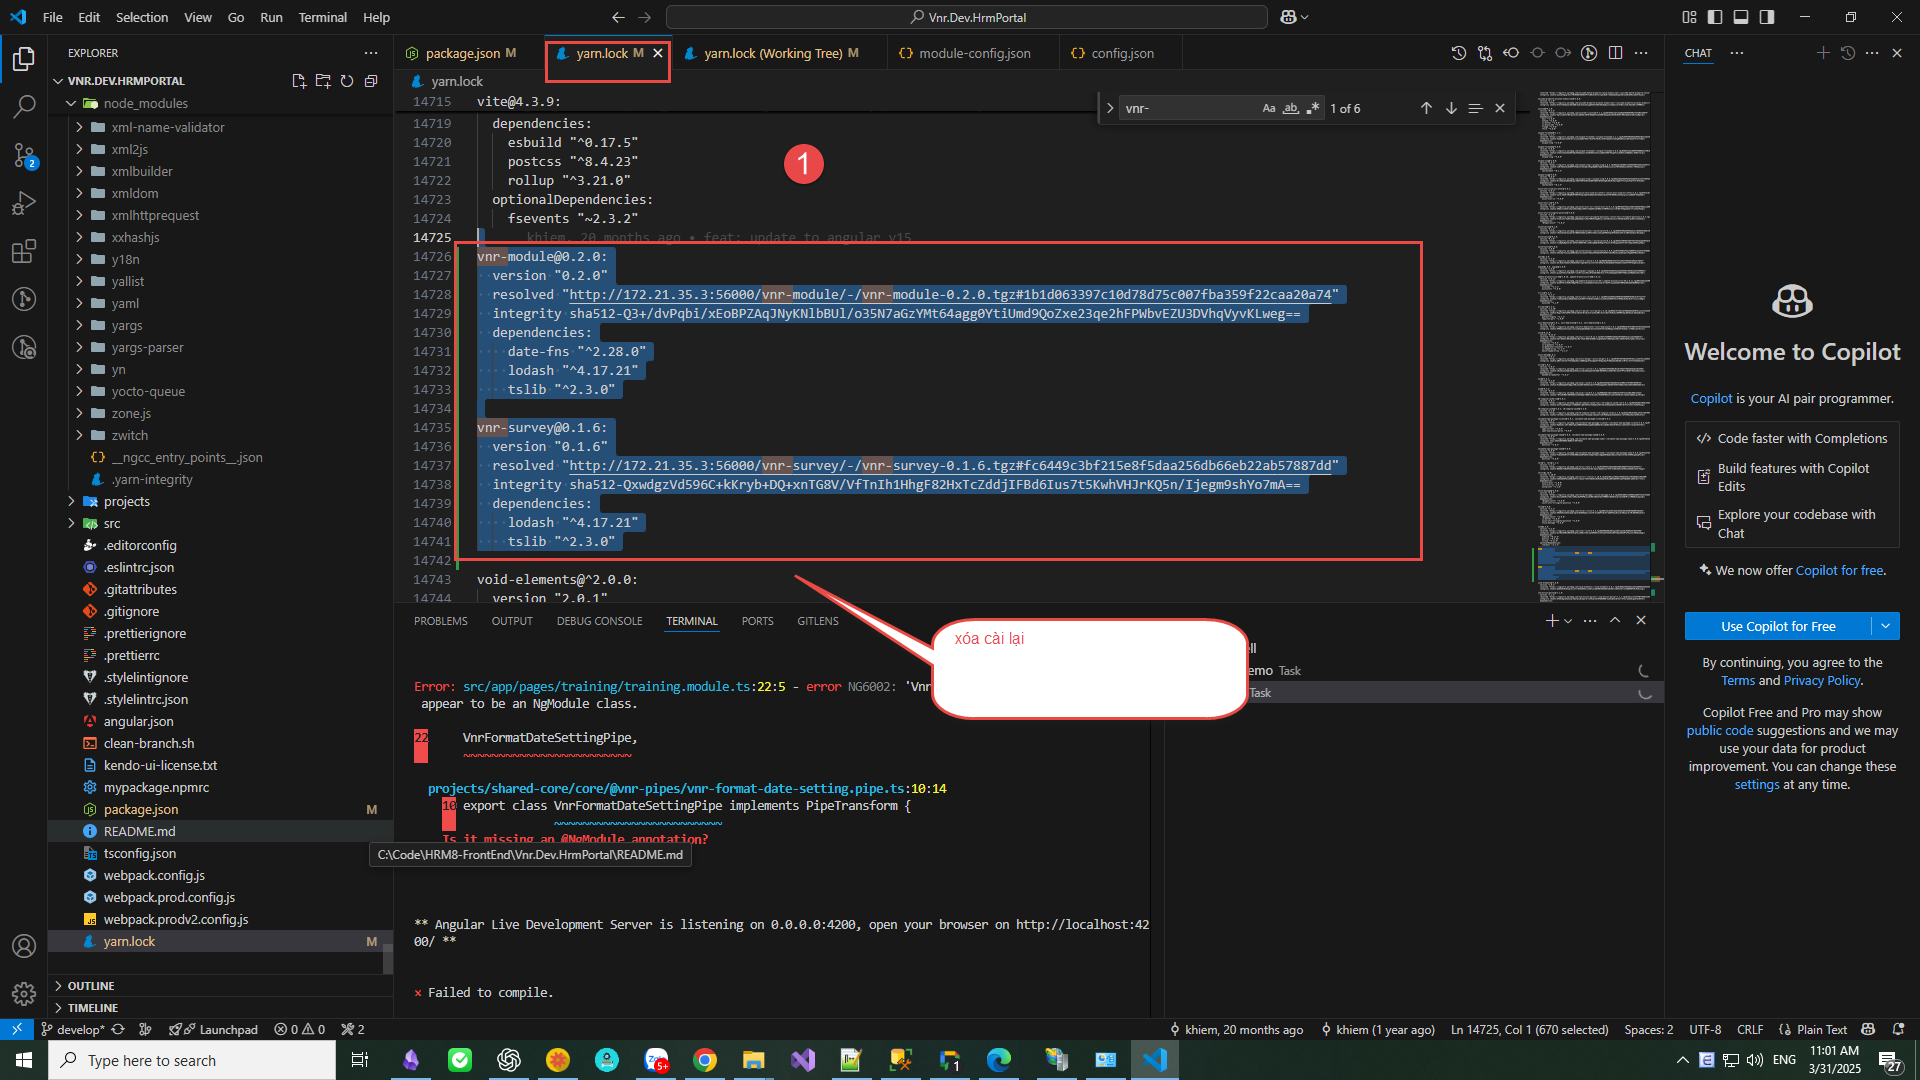 File Edit Selection View Go Run Terminal Help
Vnr.Dev.HrmPortal
EXPLORER
VNR.DEV.HRMPORTAL
node_modules
xml-name-validator
xml2js
xmlbuilder
xmldom
xmlhttprequest
xxhashjs
y18n
yallist
yaml
yargs
yargs-parser
yn
yocto-queue
zone.js
zwitch
__ngcc_entry_points__.json
.yarn-integrity
projects
src
.editorconfig
.eslintrc.json
.gitattributes
.gitignore
.prettierignore
.prettierrc
.stylelintignore
.stylelintrc.json
angular.json
clean-branch.sh
kendo-ui-license.txt
mypackage.npmrc
package.json M
README.md
tsconfig.json
webpack.config.js
webpack.prod.config.js
webpack.prodv2.config.js
yarn.lock M
OUTLINE
TIMELINE
2
package.json M
yarn.lock M
yarn.lock (Working Tree) M
module-config.json
config.json
yarn.lock
vnr-
Aa ab
1 of 6
14715 vite@4.3.9:
14719 dependencies:
14720 esbuild "^0.17.5"
14721 postcss "^8.4.23"
14722 rollup "^3.21.0"
14723 optionalDependencies:
14724 fsevents "~2.3.2"
14725 khiem, 20 months ago • feat: update to angular v15
14726 vnr-module@0.2.0:
14727 version "0.2.0"
14728 resolved "http://172.21.35.3:56000/vnr-module/-/vnr-module-0.2.0.tgz#1b1d063397c10d78d75c007fba359f22caa20a74"
14729 integrity sha512-Q3+/dvPqbi/xEoBPZAqJNyKNlbBUl/o35N7aGzYMt64agg0YtiUmd9QoZxe23qe2hFPWbvEZU3DVhqVyvKLweg==
14730 dependencies:
14731 date-fns "^2.28.0"
14732 lodash "^4.17.21"
14733 tslib "^2.3.0"
14734
14735 vnr-survey@0.1.6:
14736 version "0.1.6"
14737 resolved "http://172.21.35.3:56000/vnr-survey/-/vnr-survey-0.1.6.tgz#fc6449c3bf215e8f5daa256db66eb22ab57887dd"
14738 integrity sha512-QxwdgzVd596C+kKryb+DQ+xnTG8V/VfTnIh1HhgF82HxTcZddjIFBd6Ius7t5KwhVHJrKQ5n/Ijegm9shYo7mA==
14739 dependencies:
14740 lodash "^4.17.21"
14741 tslib "^2.3.0"
14742
14743 void-elements@^2.0.0:
14744 version "2.0.1"
1
xóa cài lại
PROBLEMS OUTPUT DEBUG CONSOLE TERMINAL PORTS GITLENS
Error: src/app/pages/training/training.module.ts:22:5 - error NG6002: 'Vnr
appear to be an NgModule class.
22 VnrFormatDateSettingPipe,
~~~~~~~~~~~~~~~~~~~~~~~~
projects/shared-core/core/@vnr-pipes/vnr-format-date-setting.pipe.ts:10:14
10 export class VnrFormatDateSettingPipe implements PipeTransform {
~~~~~~~~~~~~~~~~~~~~~~~~
Is it missing an @NgModule annotation?
C:\Code\HRM8-FrontEnd\Vnr.Dev.HrmPortal\README.md
** Angular Live Development Server is listening on 0.0.0.0:4200, open your browser on http://localhost:42
00/ **
× Failed to compile.
ell
emo Task
Task
CHAT
Welcome to Copilot
Copilot is your AI pair programmer.
Code faster with Completions
Build features with Copilot
Edits
Explore your codebase with
Chat
We now offer Copilot for free.
Use Copilot for Free
By continuing, you agree to the
Terms and Privacy Policy.
Copilot Free and Pro may show
public code suggestions and we may
use your data for product
improvement. You can change these
settings at any time.
develop* Launchpad 0 0 2
khiem, 20 months ago khiem (1 year ago) Ln 14725, Col 1 (670 selected) Spaces: 2 UTF-8 CRLF Plain Text
Type here to search
Zalo 5+
1
ENG
11:01 AM
3/31/2025
27